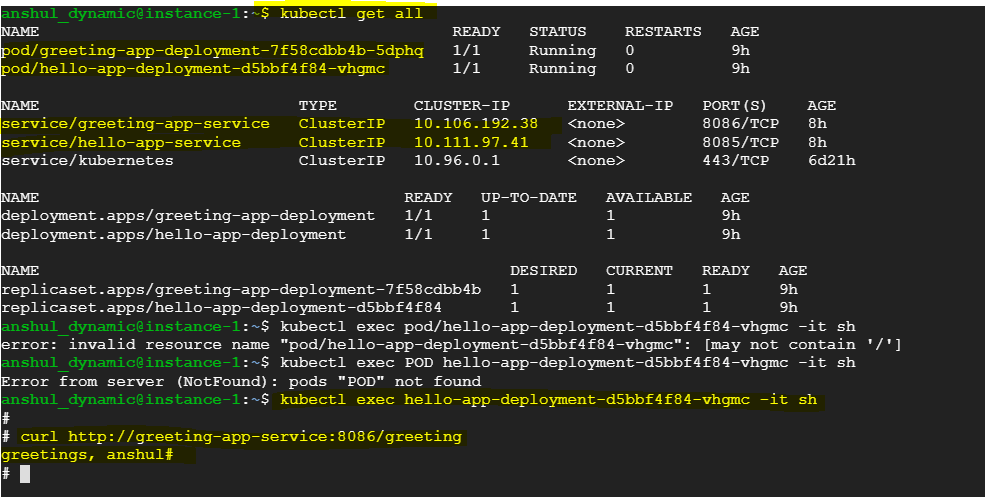 anshul_dynamic@instance-1:~$ kubectl get all
NAME READY STATUS RESTARTS AGE
pod/greeting-app-deployment-7f58cdbb4b-5dphq 1/1 Running 0 9h
pod/hello-app-deployment-d5bbf4f84-vhgmc 1/1 Running 0 9h
NAME TYPE CLUSTER-IP EXTERNAL-IP PORT(S) AGE
service/greeting-app-service ClusterIP 10.106.192.38 <none> 8086/TCP 8h
service/hello-app-service ClusterIP 10.111.97.41 <none> 8085/TCP 8h
service/kubernetes ClusterIP 10.96.0.1 <none> 443/TCP 6d21h
NAME READY UP-TO-DATE AVAILABLE AGE
deployment.apps/greeting-app-deployment 1/1 1 1 9h
deployment.apps/hello-app-deployment 1/1 1 1 9h
NAME DESIRED CURRENT READY AGE
replicaset.apps/greeting-app-deployment-7f58cdbb4b 1 1 1 9h
replicaset.apps/hello-app-deployment-d5bbf4f84 1 1 1 9h
anshul_dynamic@instance-1:~$ kubectl exec pod/hello-app-deployment-d5bbf4f84-vhgmc -it sh
error: invalid resource name "pod/hello-app-deployment-d5bbf4f84-vhgmc": [may not contain '/']
anshul_dynamic@instance-1:~$ kubectl exec POD hello-app-deployment-d5bbf4f84-vhgmc -it sh
Error from server (NotFound): pods "POD" not found
anshul_dynamic@instance-1:~$ kubectl exec hello-app-deployment-d5bbf4f84-vhgmc -it sh
#
# curl http://greeting-app-service:8086/greeting
greetings, anshul#
#